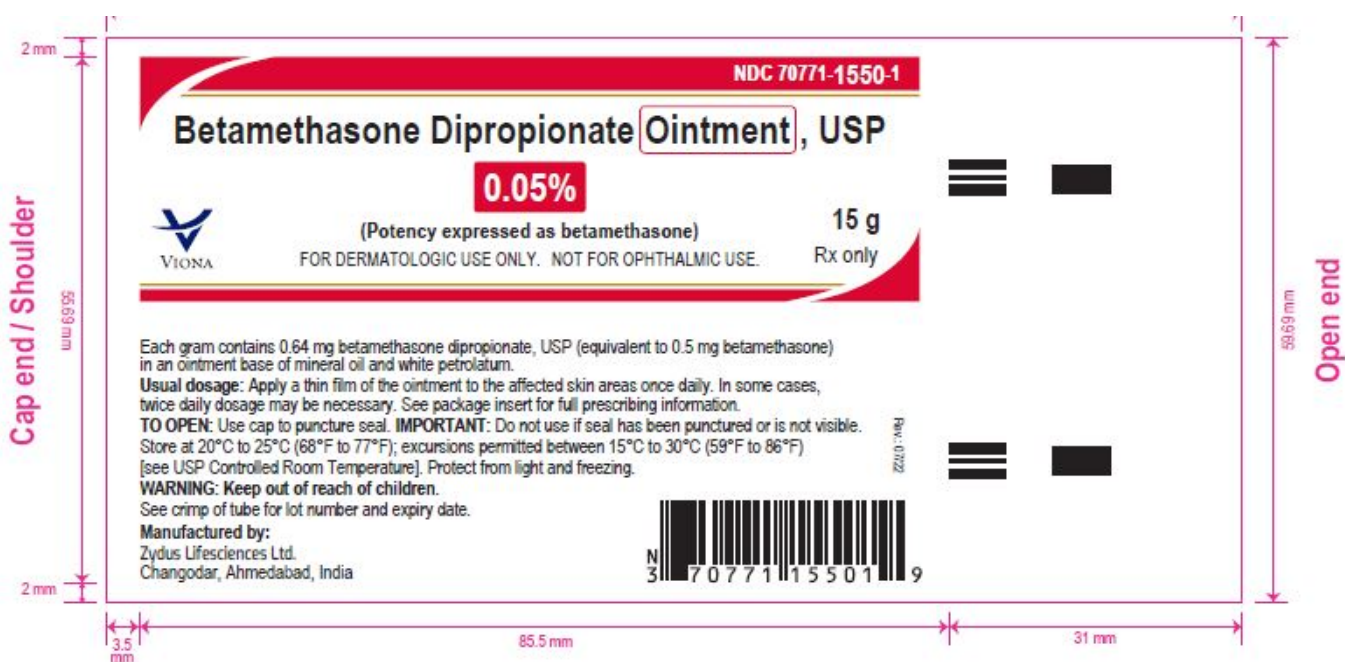 2 mm
NDC 70771-1550-1
Betamethasone Dipropionate Ointment, USP
0.05%
(Potency expressed as betamethasone)
15 g
VIONA
FOR DERMATOLOGIC USE ONLY. NOT FOR OPHTHALMIC USE.
Rx only
Cap end / Shoulder
55.69 mm
59.69 mm
Open end
Each gram contains 0.64 mg betamethasone dipropionate, USP (equivalent to 0.5 mg betamethasone)
in an ointment base of mineral oil and white petrolatum.
Usual dosage: Apply a thin film of the ointment to the affected skin areas once daily. In some cases,
twice daily dosage may be necessary. See package insert for full prescribing information.
TO OPEN: Use cap to puncture seal. IMPORTANT: Do not use if seal has been punctured or is not visible.
Store at 20°C to 25°C (68°F to 77°F); excursions permitted between 15°C to 30°C (59°F to 86°F)
[see USP Controlled Room Temperature]. Protect from light and freezing.
WARNING: Keep out of reach of children.
See crimp of tube for lot number and expiry date.
Manufactured by:
Zydus Lifesciences Ltd.
Changodar, Ahmedabad, India
Rev.: 07/22
N
3 70771 15501 9
2 mm
3.5 mm
85.5 mm
31 mm